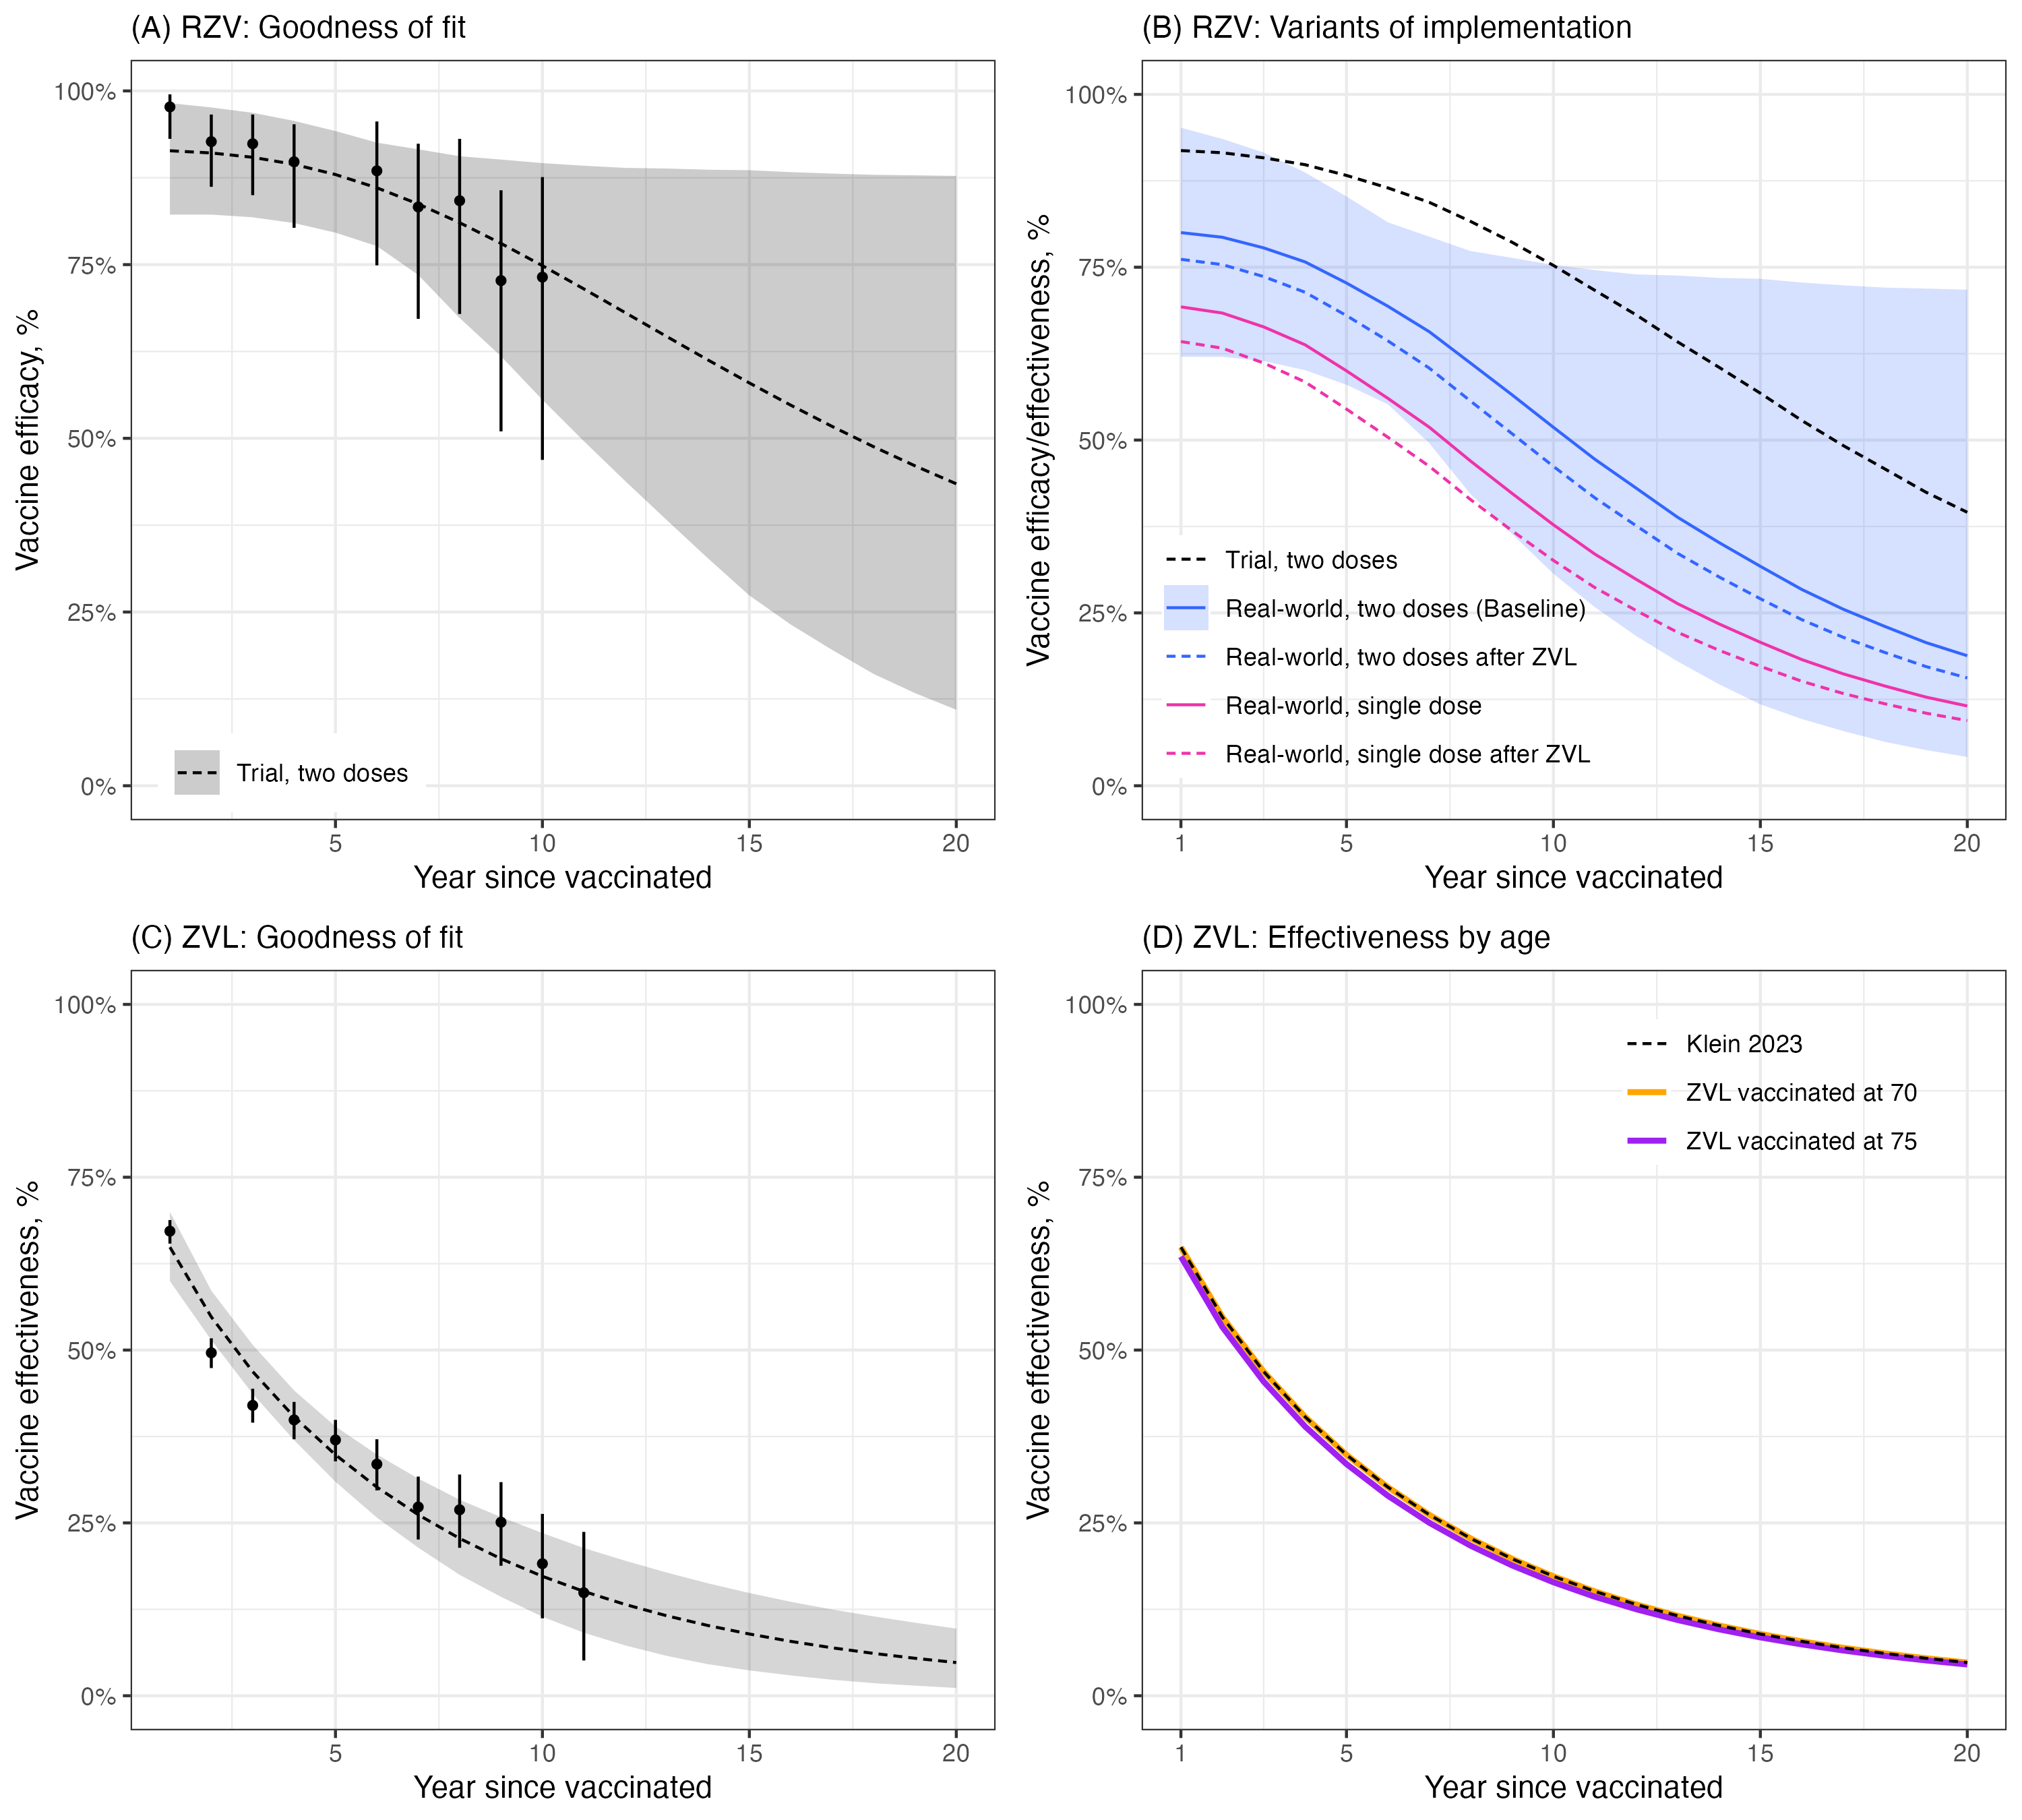 (A) RZV: Goodness of fit
Vaccine efficacy, %
100%
75%
50%
25%
0%
Trial, two doses
5
10
15
20
Year since vaccinated
(B) RZV: Variants of implementation
Vaccine efficacy/effectiveness, %
100%
75%
50%
25%
0%
Trial, two doses
Real-world, two doses (Baseline)
Real-world, two doses after ZVL
Real-world, single dose
Real-world, single dose after ZVL
1
5
10
15
20
Year since vaccinated
(C) ZVL: Goodness of fit
Vaccine effectiveness, %
100%
75%
50%
25%
0%
5
10
15
20
Year since vaccinated
(D) ZVL: Effectiveness by age
Vaccine effectiveness, %
100%
75%
50%
25%
0%
Klein 2023
ZVL vaccinated at 70
ZVL vaccinated at 75
1
5
10
15
20
Year since vaccinated